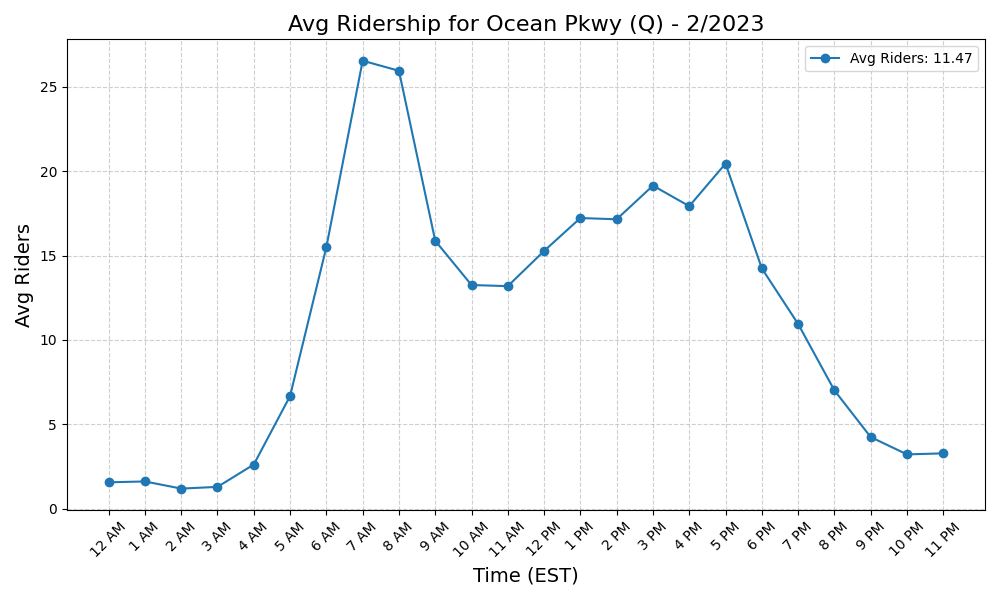 Avg Ridership for Ocean Pkwy (Q) - 2/2023
Avg Riders: 11.47
Avg Riders
25
20
15
10
5
0
12 AM
1 AM
2 AM
3 AM
4 AM
5 AM
6 AM
7 AM
8 AM
9 AM
10 AM
11 AM
12 PM
1 PM
2 PM
3 PM
4 PM
5 PM
6 PM
7 PM
8 PM
9 PM
10 PM
11 PM
Time (EST)